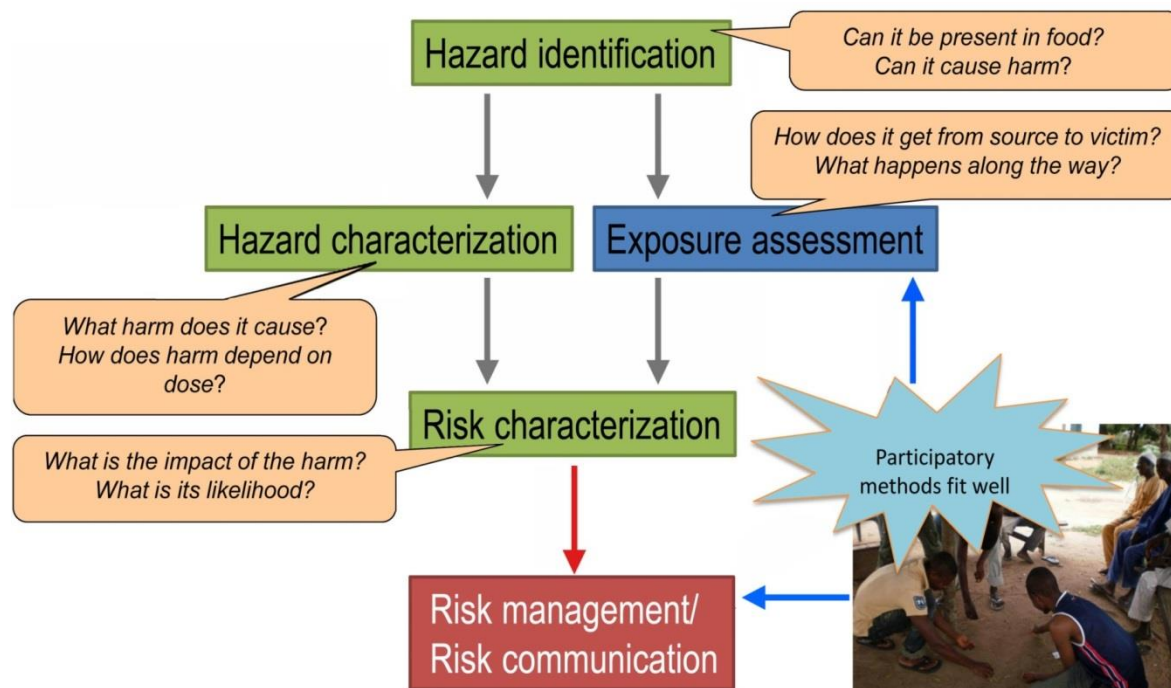 Hazard identification
Can it be present in food?
Can it cause harm?
How does it get from source to victim?
What happens along the way?
Hazard characterization
Exposure assessment
What harm does it cause?
How does harm depend on
dose?
Risk characterization
What is the impact of the harm?
What is its likelihood?
Participatory
methods fit well
Risk management/
Risk communication